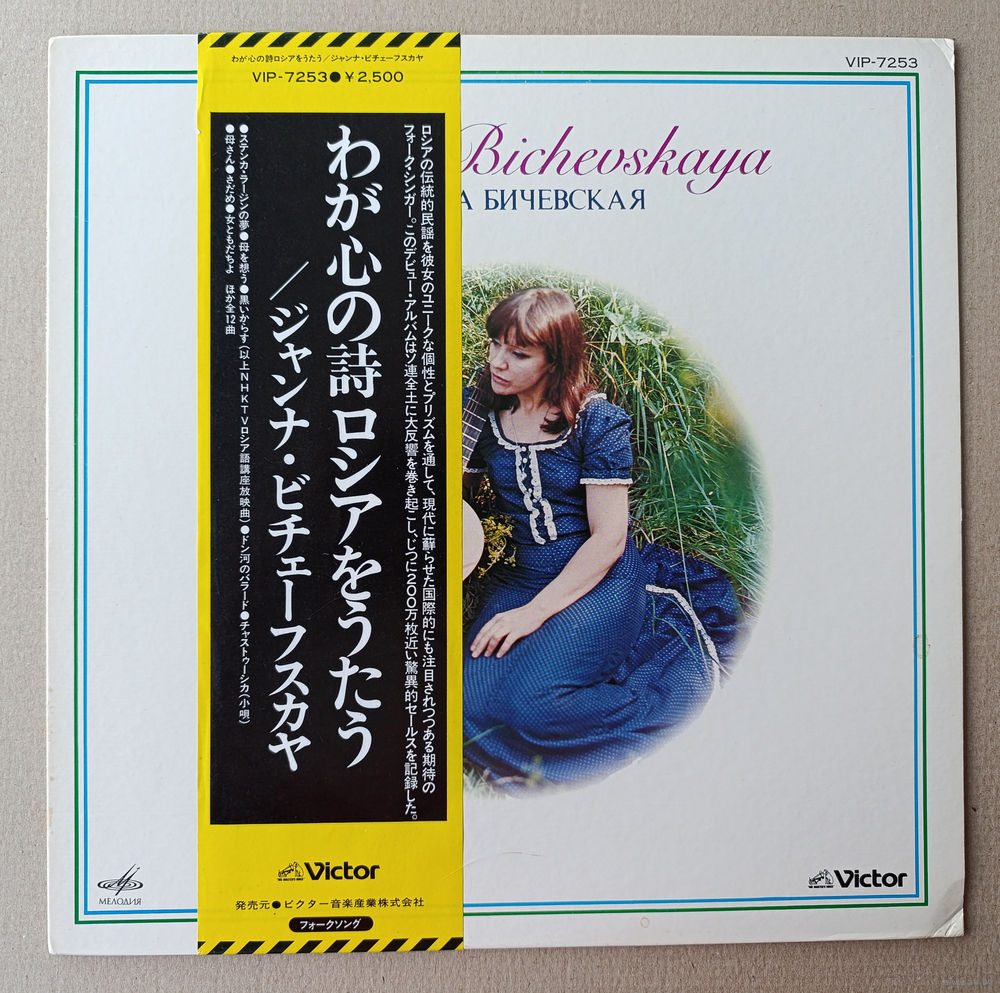 わが心の詩ロシアをうたう/ジャンナ・ビチェーフスカヤ
VIP-7253●¥2,500
VIP-7253
Bichevskaya
А БИЧЕВСКАЯ
ロシアの伝統的民謡を彼女のユニークな個性とプリズムを通して、現代に蘇らせた国際的にも注目されつつある期待の
フォーク・シンガー。このデビュー・アルバムはソ連全土に大反響を巻き起こし、じつに200万枚近い驚異的セールスを記録した。
わが心の詩ロシアをうたう
/ジャンナ・ビチェーフスカヤ
●ステンカ・ラージンの夢●母を想う●黒いからす(以上NHKTVロシア語講座放映曲)●ドン河のバラード●チャストゥーシカ(小唄)
●母さん●さだめ●女ともだちよ ほか全12曲
Victor
発売元●ビクター音楽産業株式会社
フォークソング
МЕЛОДИЯ
Victor